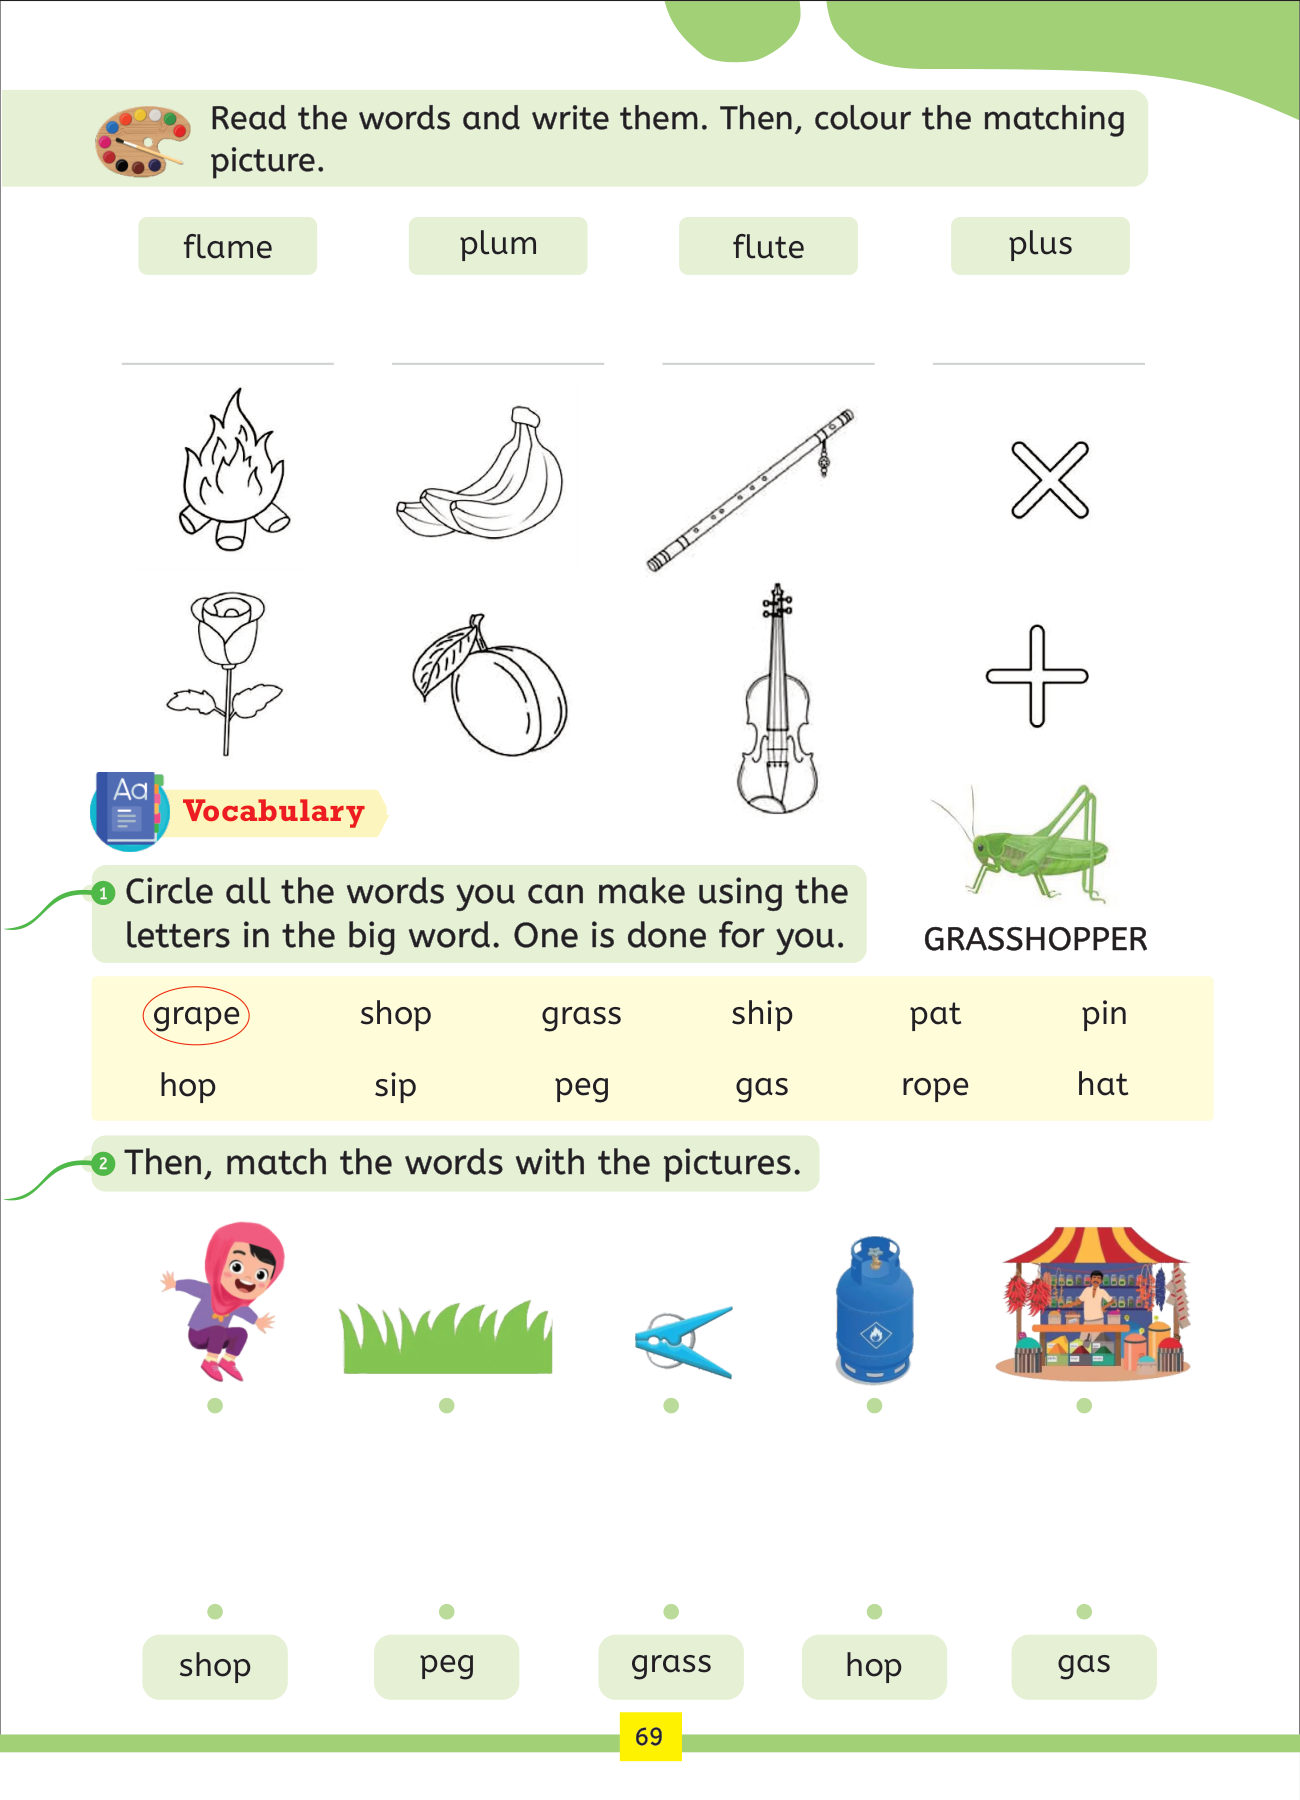 Read the words and write them. Then, colour the matching
picture.
flame plum flute plus
Aa
Vocabulary
1 Circle all the words you can make using the
letters in the big word. One is done for you.
GRASSHOPPER
grape shop grass ship pat pin
hop sip peg gas rope hat
2 Then, match the words with the pictures.
shop peg grass hop gas
69